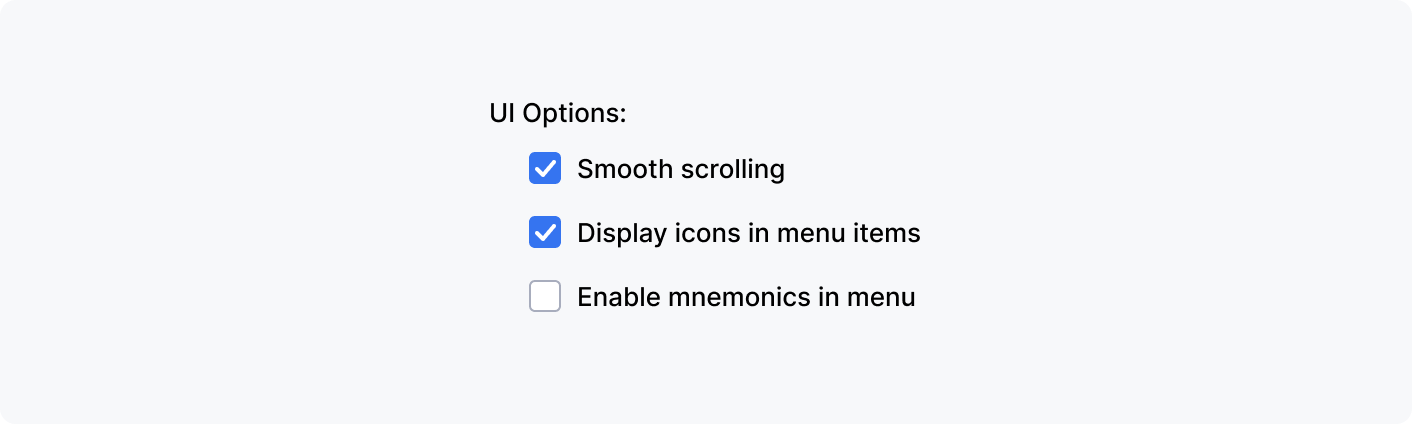 UI Options:
Smooth scrolling
Display icons in menu items
Enable mnemonics in menu